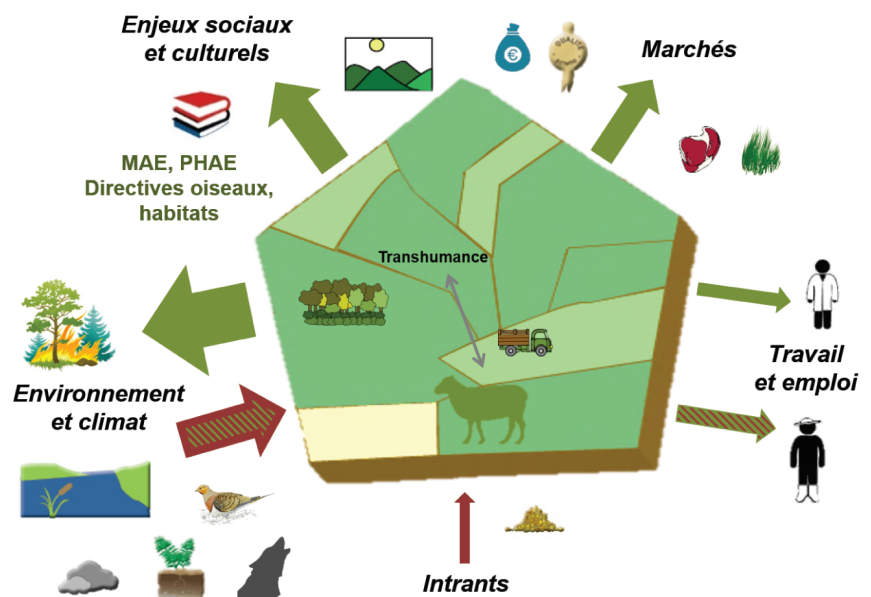 Enjeux sociaux
et culturels
Marchés
MAE, PHAE
Directives oiseaux,
habitats
Transhumance
Environnement
et climat
Travail
et emploi
Intrants